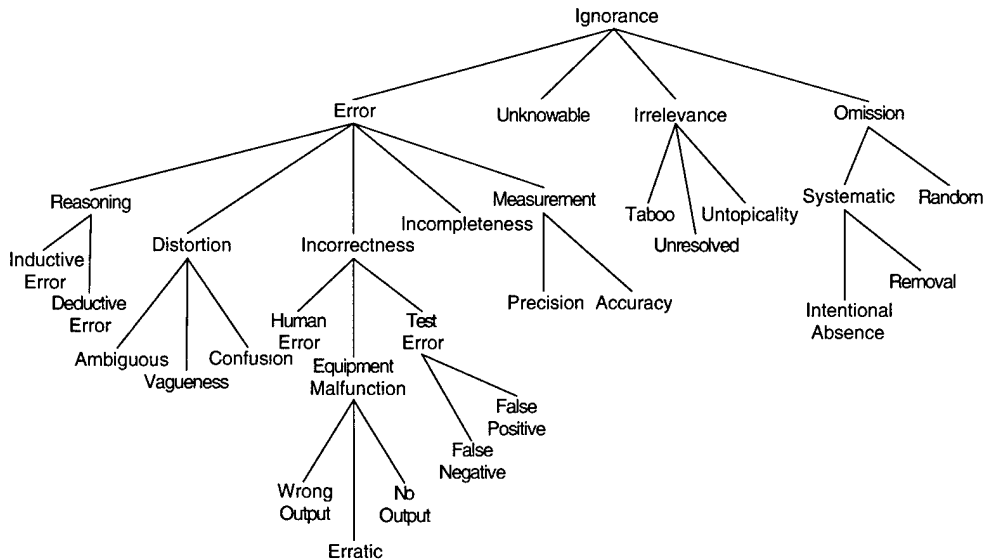 Ignorance
Error
Unknowable
Irrelevance
Omission
Reasoning
Measurement
Systematic
Random
Taboo
Untopicality
Incompleteness
Unresolved
Distortion
Incorrectness
Inductive
Error
Deductive
Error
Precision
Accuracy
Removal
Intentional
Absence
Human
Error
Test
Error
Ambiguous
Vagueness
Confusion
Equipment
Malfunction
False
Positive
False
Negative
Wrong
Output
No
Output
Erratic